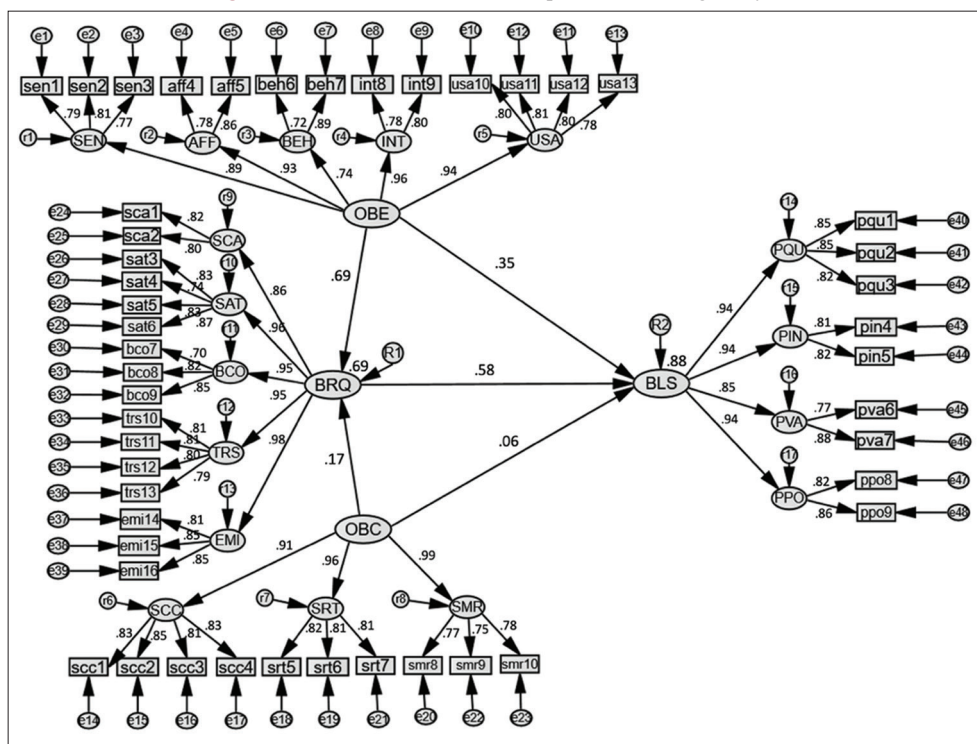 e1 e2 e3 e4 e5 e6 e7 e8 e9 e10 e12 e11 e13
sen1 sen2 sen3 aff4 aff5 beh6 beh7 int8 int9 usa10 usa11 usa12 usa13
.79 .81 .77 .78 .86 .72 .89 .78 .80 .80 .81 .80 .78
r1 SEN r2 AFF r3 BEH r4 INT r5 USA
.89 .93 .74 .96 .94
OBE
e24 sca1 .82 r9
e25 sca2 .80 SCA
e26 sat3 .83 r10
e27 sat4 .74 SAT
e28 sat5 .83
e29 sat6 .87 r11
e30 bco7 .70
e31 bco8 .82 BCO
e32 bco9 .85
e33 trs10 .81 r12
e34 trs11 .81 TRS
e35 trs12 .80
e36 trs13 .79 r13
e37 emi14 .81
e38 emi15 .85 EMI
e39 emi16 .85
.86 .96 .95 .95 .98
.69 .35
R1 .69 BRQ .58 R2 .88 BLS
.17 .06
.94 .94 .85 .94
r14 PQU .85 pqu1 e40
.85 pqu2 e41
.82 pqu3 e42
r15 PIN .81 pin4 e43
.82 pin5 e44
r16 PVA .77 pva6 e45
.88 pva7 e46
r17 PPO .82 ppo8 e47
.86 ppo9 e48
OBC
.91 .96 .99
r6 SCC r7 SRT r8 SMR
.83 .85 .81 .83 .82 .81 .81 .77 .75 .78
scc1 scc2 scc3 scc4 srt5 srt6 srt7 smr8 smr9 smr10
e14 e15 e16 e17 e18 e19 e21 e20 e22 e23